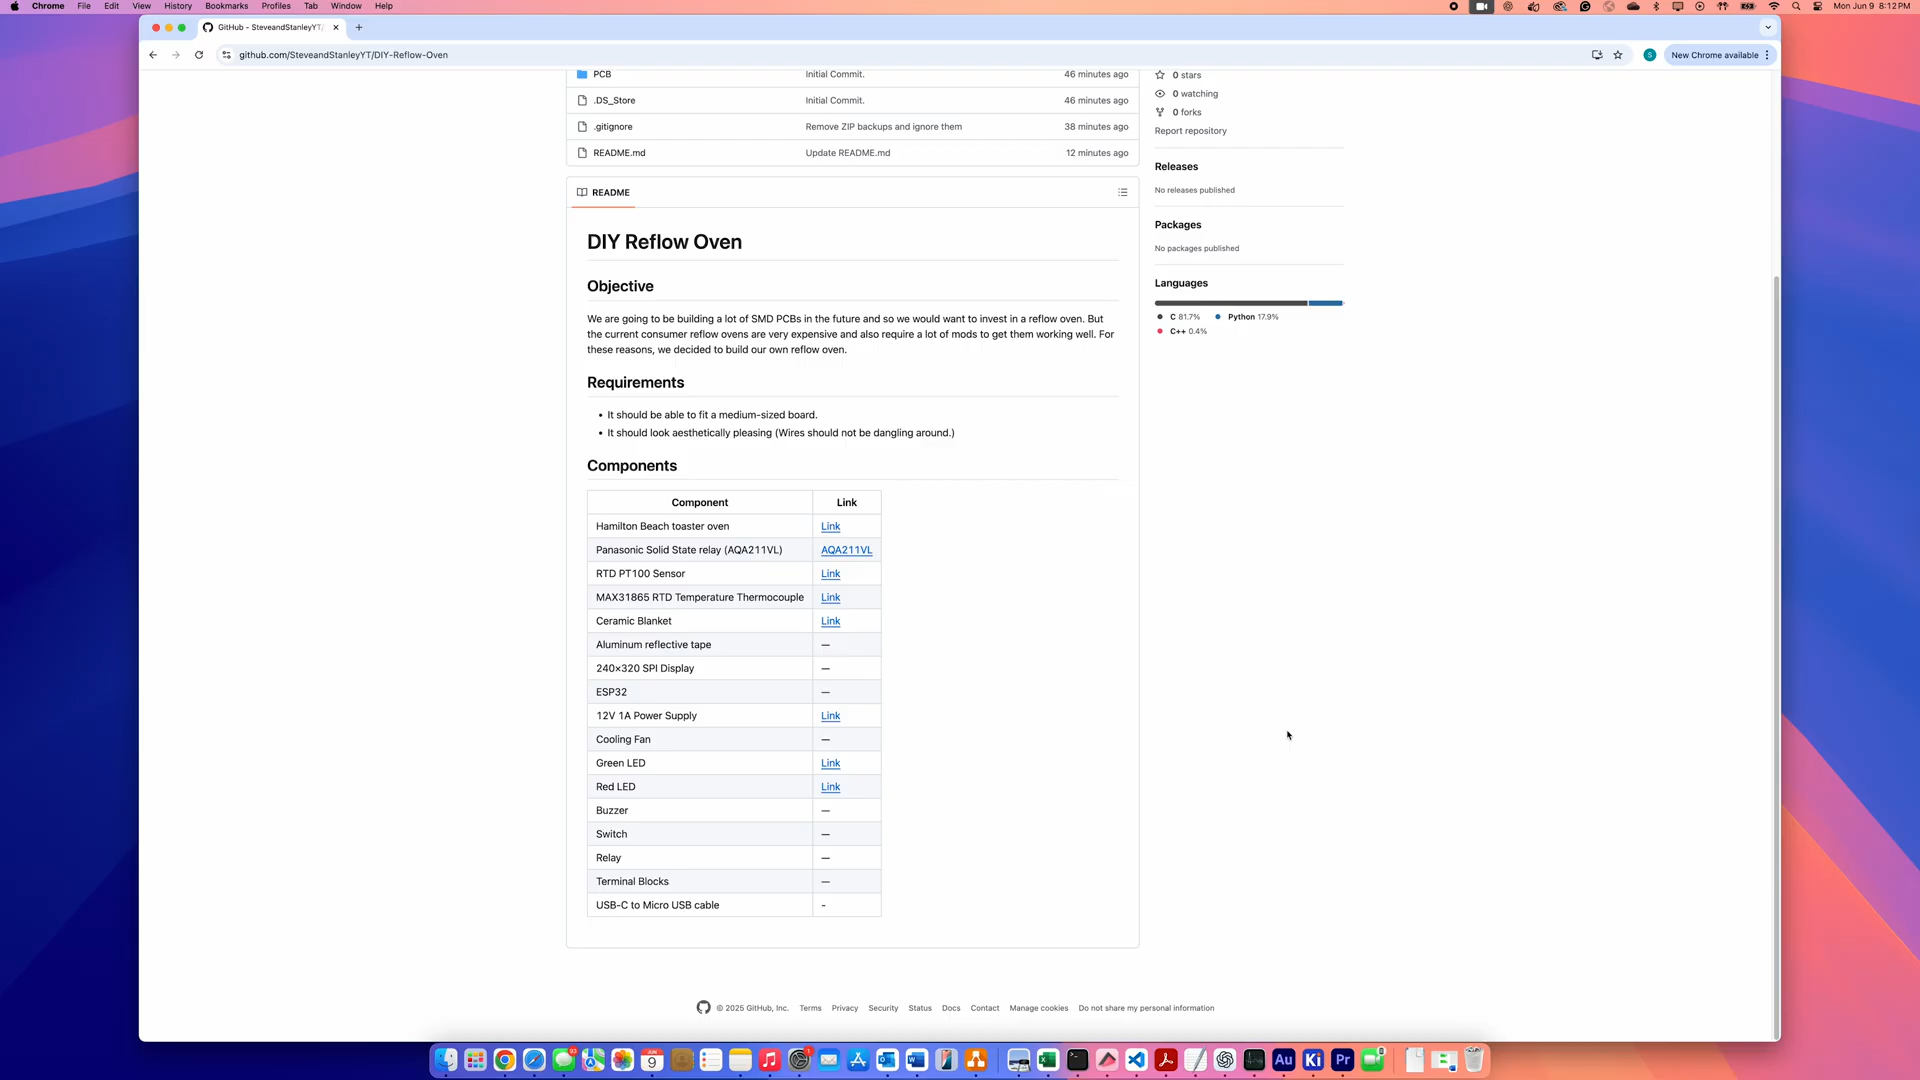 Chrome File Edit View History Bookmarks Profiles Tab Window Help
Mon Jun 9 8:12 PM
GitHub - SteveandStanleyYT/
github.com/SteveandStanleyYT/DIY-Reflow-Oven
S
New Chrome available
PCB Initial Commit. 46 minutes ago
.DS_Store Initial Commit. 46 minutes ago
.gitignore Remove ZIP backups and ignore them 38 minutes ago
README.md Update README.md 12 minutes ago
0 stars
0 watching
0 forks
Report repository
Releases
No releases published
Packages
No packages published
Languages
C 81.7% Python 17.9%
C++ 0.4%
README
DIY Reflow Oven
Objective
We are going to be building a lot of SMD PCBs in the future and so we would want to invest in a reflow oven. But
the current consumer reflow ovens are very expensive and also require a lot of mods to get them working well. For
these reasons, we decided to build our own reflow oven.
Requirements
• It should be able to fit a medium-sized board.
• It should look aesthetically pleasing (Wires should not be dangling around.)
Components
Component Link
Hamilton Beach toaster oven Link
Panasonic Solid State relay (AQA211VL) AQA211VL
RTD PT100 Sensor Link
MAX31865 RTD Temperature Thermocouple Link
Ceramic Blanket Link
Aluminum reflective tape —
240×320 SPI Display —
ESP32 —
12V 1A Power Supply Link
Cooling Fan —
Green LED Link
Red LED Link
Buzzer —
Switch —
Relay —
Terminal Blocks —
USB-C to Micro USB cable -
© 2025 GitHub, Inc. Terms Privacy Security Status Docs Contact Manage cookies Do not share my personal information
JUN
9
Au Ki Pr